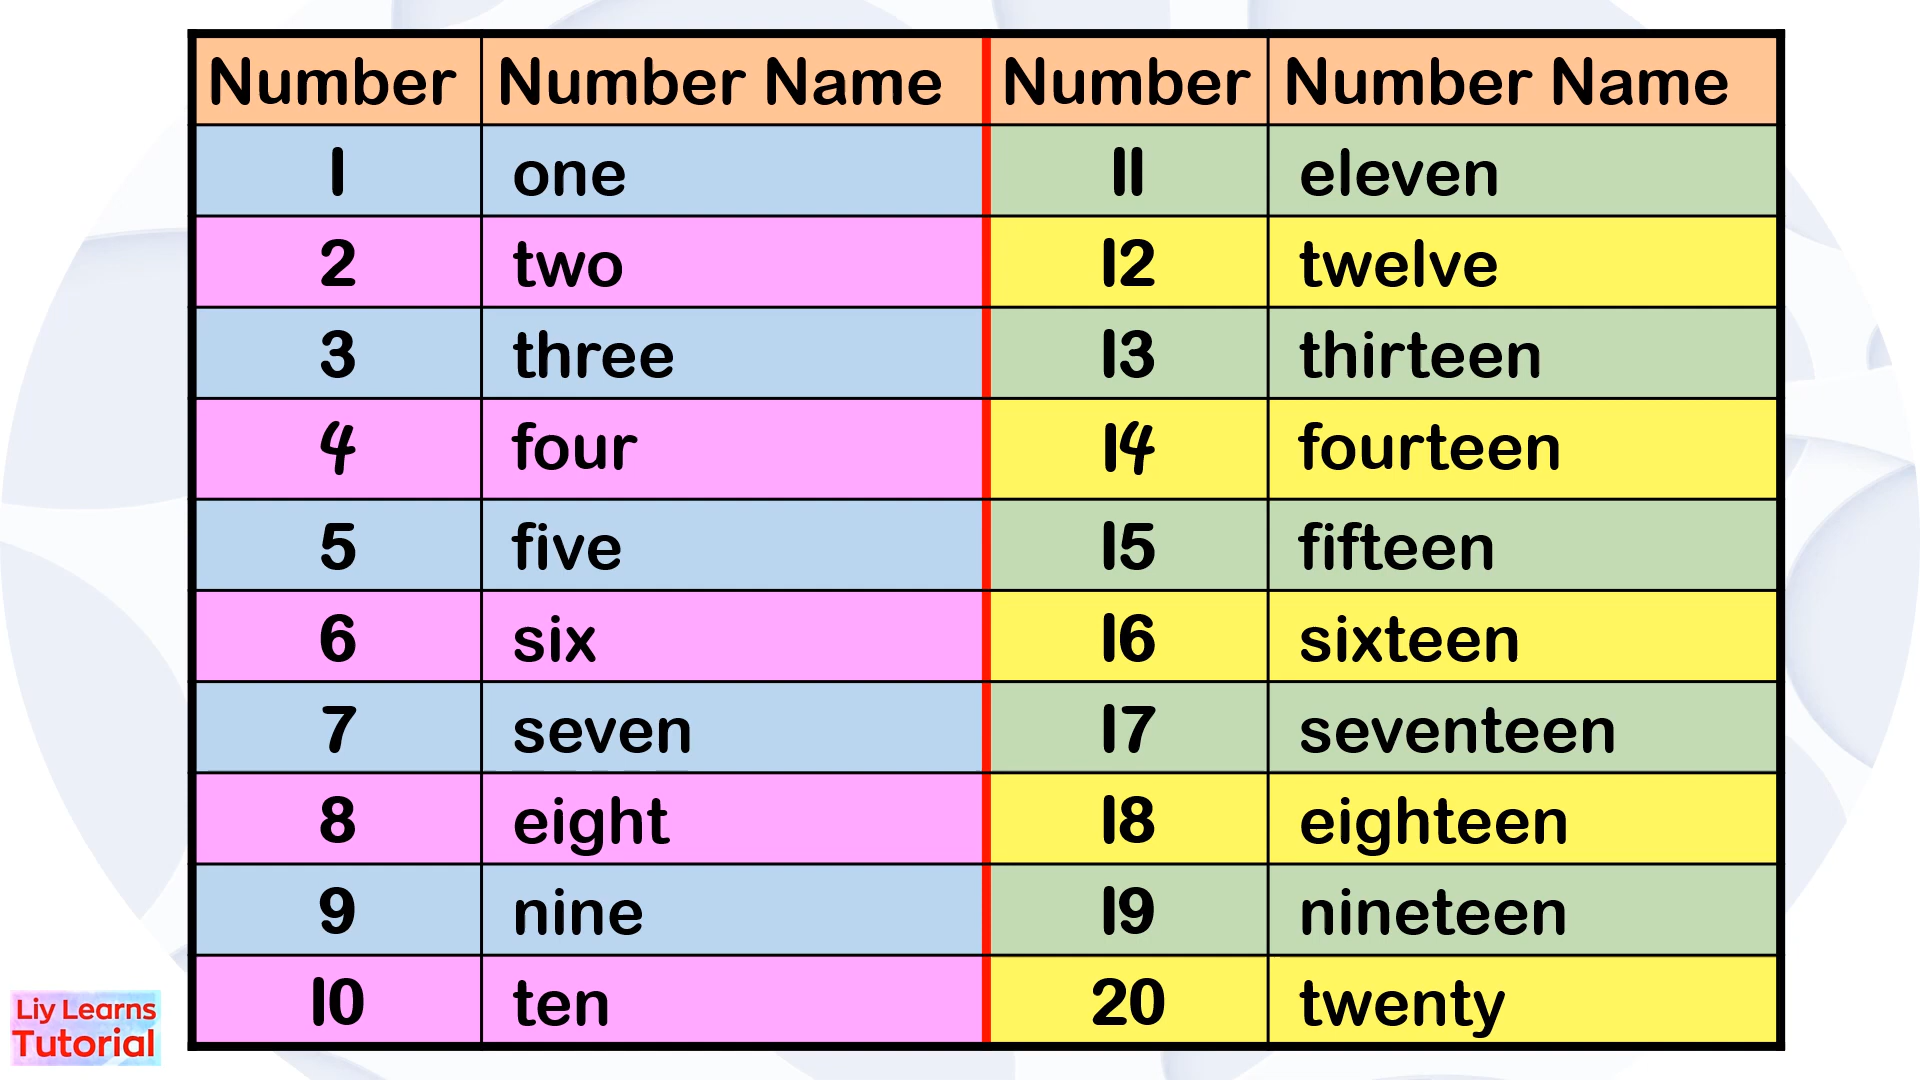 Number Number Name Number Number Name
1 one 11 eleven
2 two 12 twelve
3 three 13 thirteen
4 four 14 fourteen
5 five 15 fifteen
6 six 16 sixteen
7 seven 17 seventeen
8 eight 18 eighteen
9 nine 19 nineteen
10 ten 20 twenty
Liy Learns
Tutorial